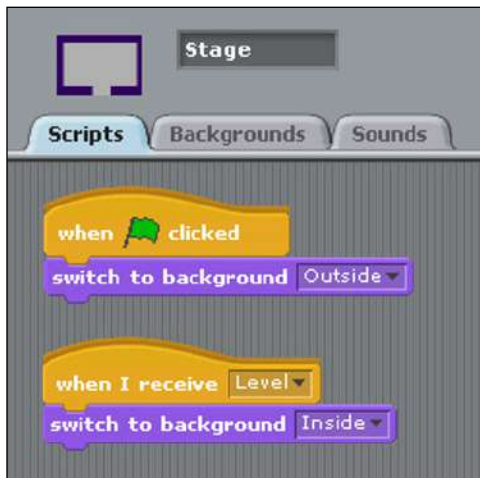 Stage
Scripts Backgrounds Sounds
when clicked
switch to background Outside
when I receive Level
switch to background Inside